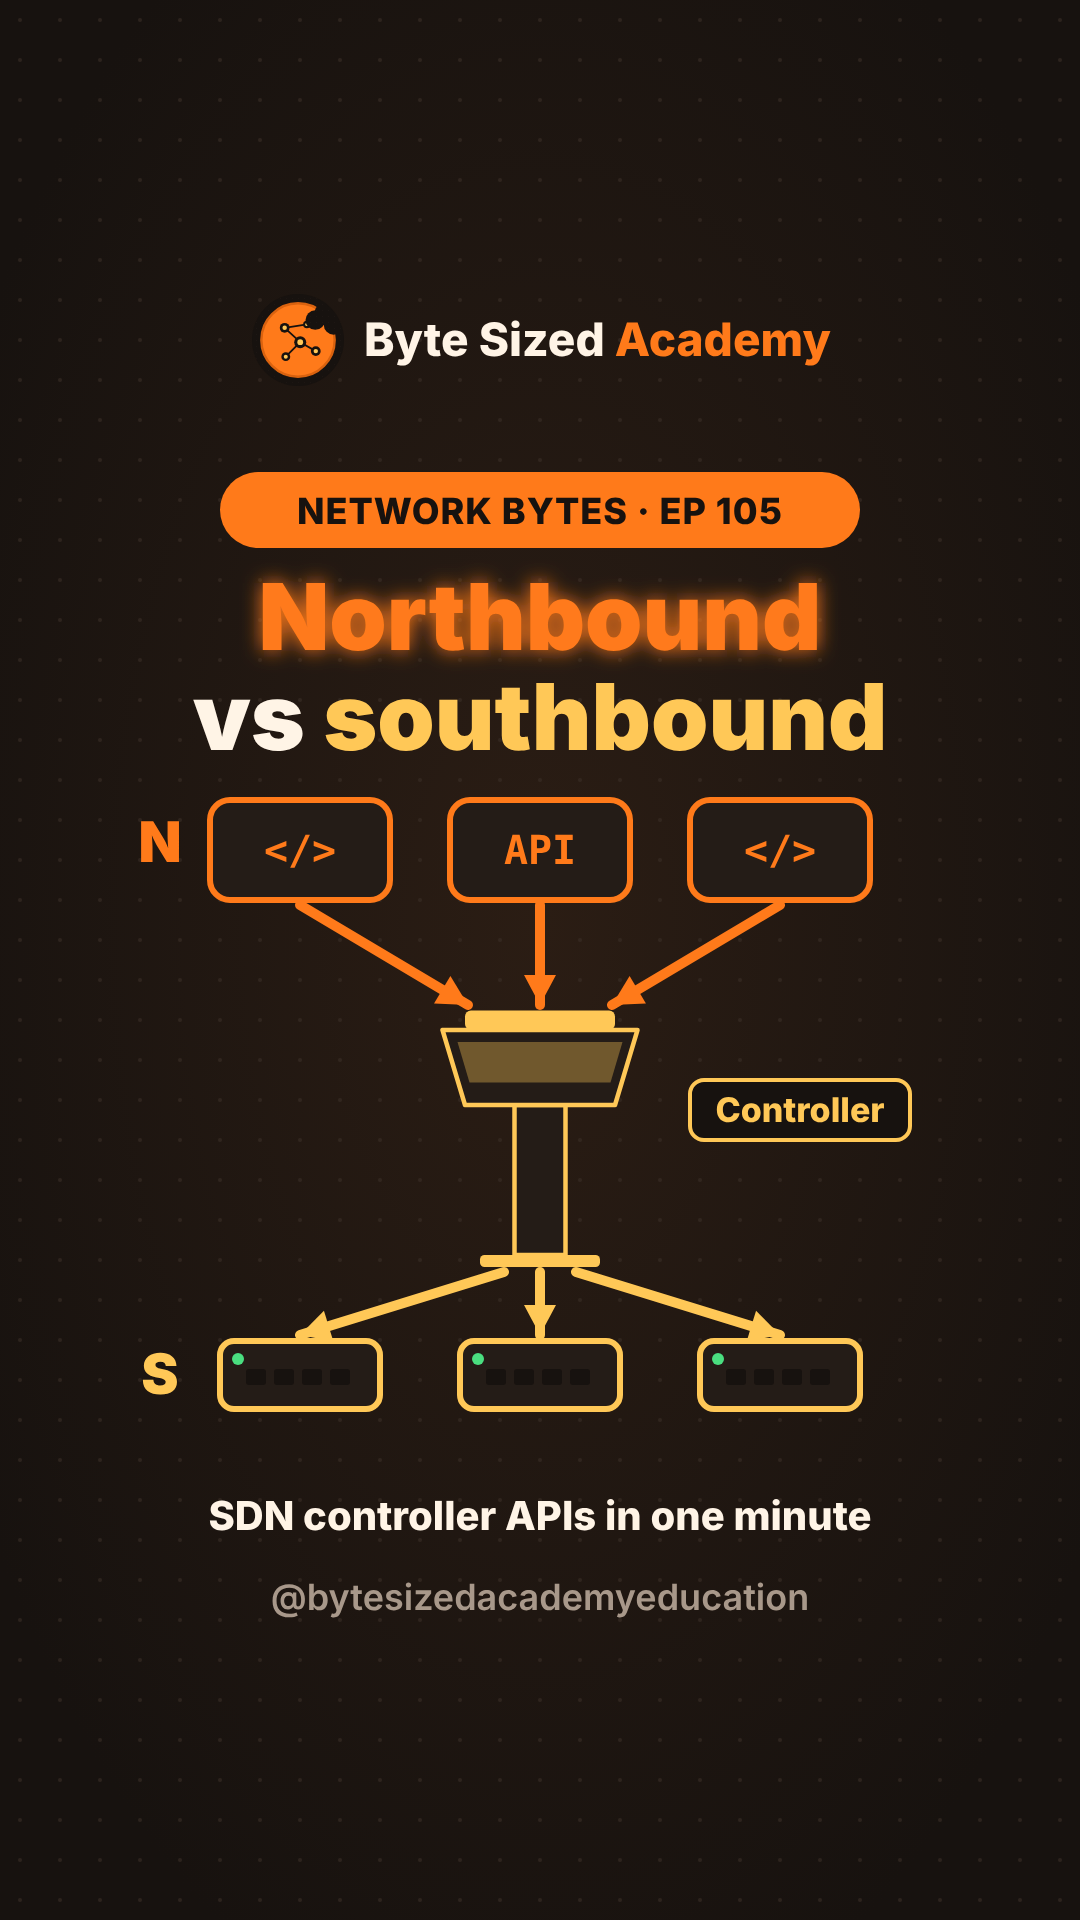 Byte Sized Academy
NETWORK BYTES · EP 105
Northbound
vs southbound
N
</> API </>
Controller
S
SDN controller APIs in one minute
@bytesizedacademyeducation